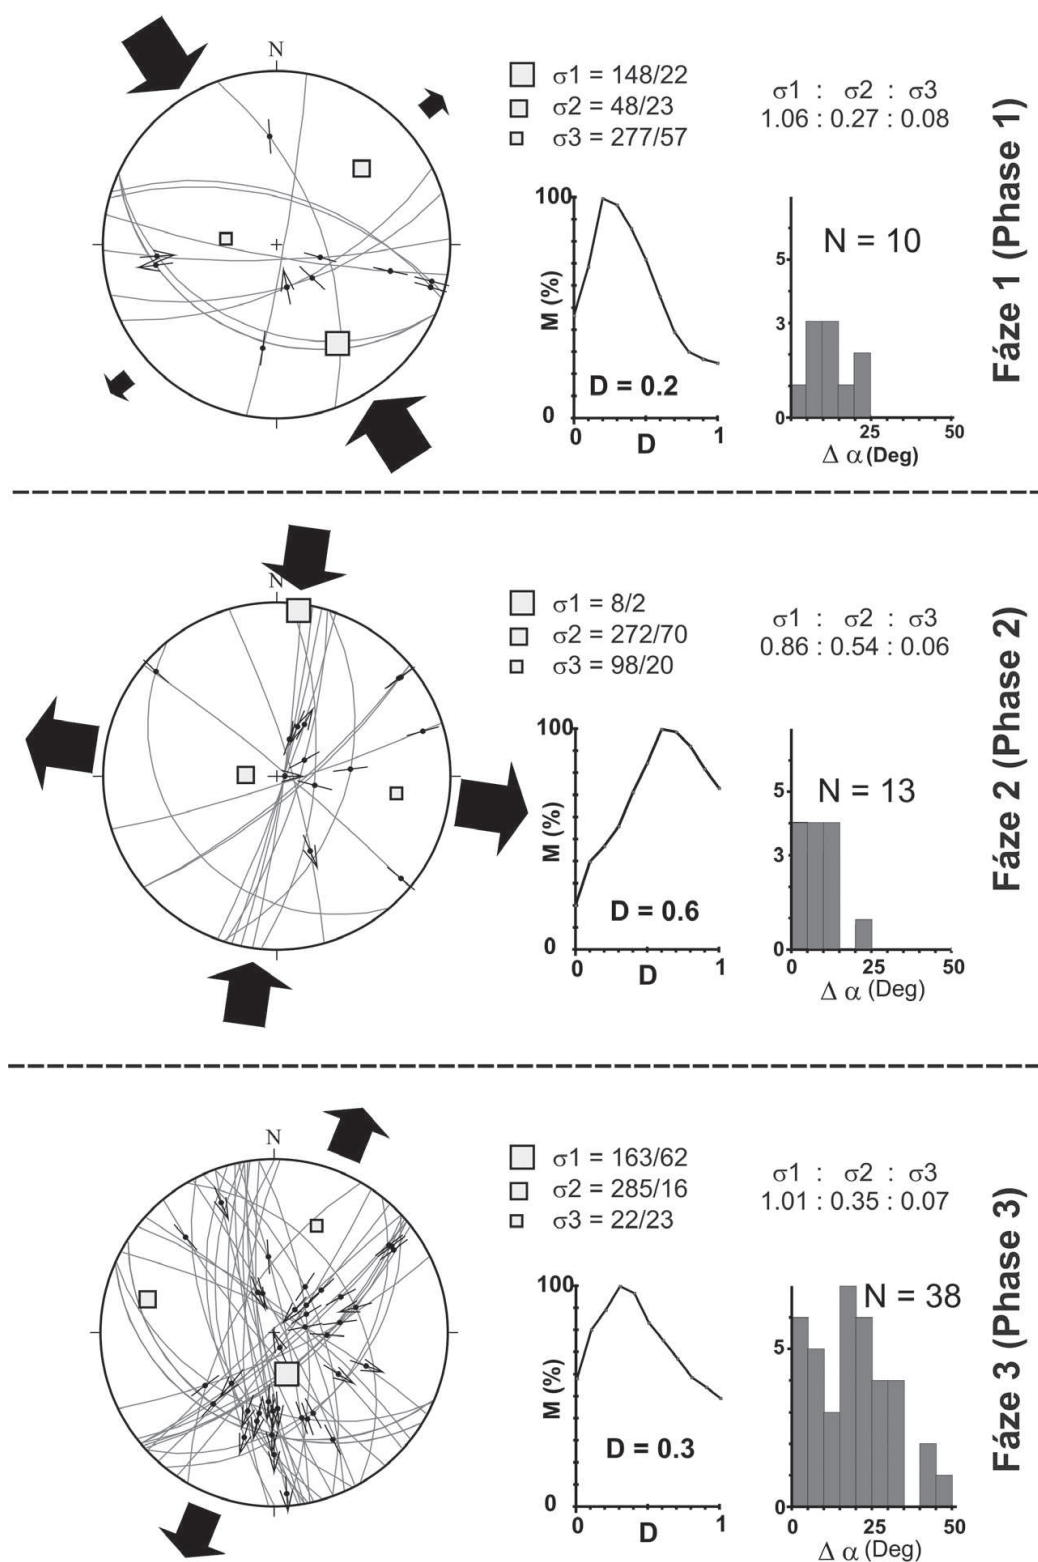 N
σ1 = 148/22
σ2 = 48/23
σ3 = 277/57
σ1 : σ2 : σ3
1.06 : 0.27 : 0.08
100
M (%)
0
D = 0.2
0 1
D
N = 10
5
3
0
0 25 50
Δ α (Deg)
Fáze 1 (Phase 1)
N
σ1 = 8/2
σ2 = 272/70
σ3 = 98/20
σ1 : σ2 : σ3
0.86 : 0.54 : 0.06
100
M (%)
0
D = 0.6
0 1
D
N = 13
5
3
0
0 25 50
Δ α (Deg)
Fáze 2 (Phase 2)
N
σ1 = 163/62
σ2 = 285/16
σ3 = 22/23
σ1 : σ2 : σ3
1.01 : 0.35 : 0.07
100
M (%)
0
D = 0.3
0 1
D
N = 38
5
0
0 25 50
Δ α (Deg)
Fáze 3 (Phase 3)